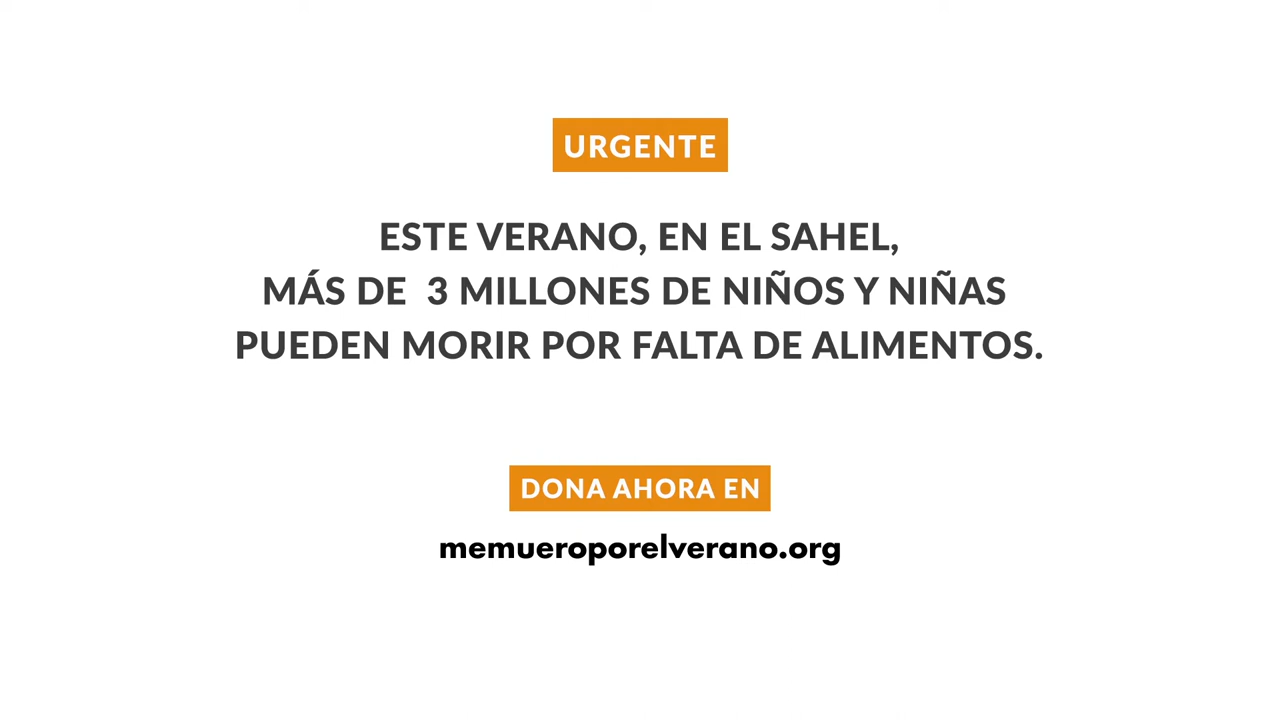 URGENTE
ESTE VERANO, EN EL SAHEL,
MÁS DE 3 MILLONES DE NIÑOS Y NIÑAS
PUEDEN MORIR POR FALTA DE ALIMENTOS.
DONA AHORA EN
memueroporelverano.org